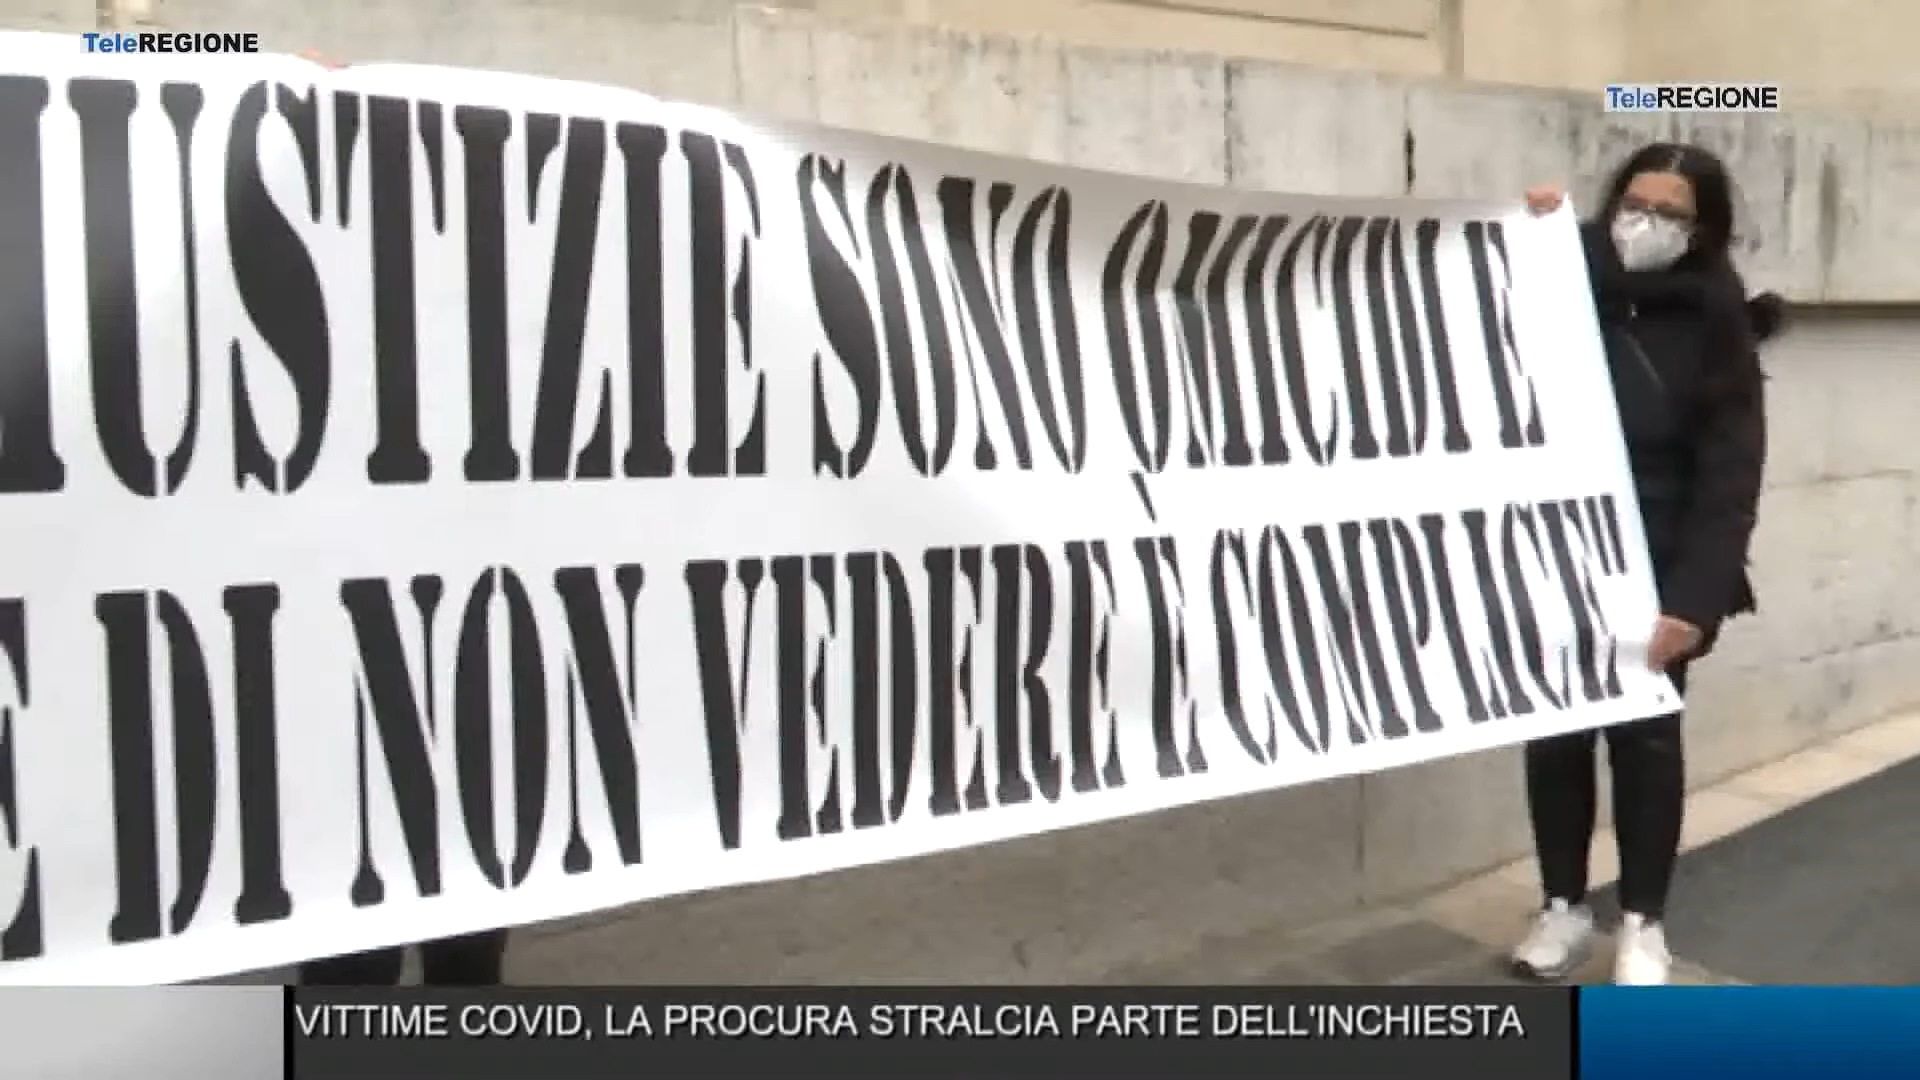 TeleREGIONE
TeleREGIONE
IUSTIZIE SONO OMICIDI E
E DI NON VEDERE È COMPLICE"
VITTIME COVID, LA PROCURA STRALCIA PARTE DELL'INCHIESTA